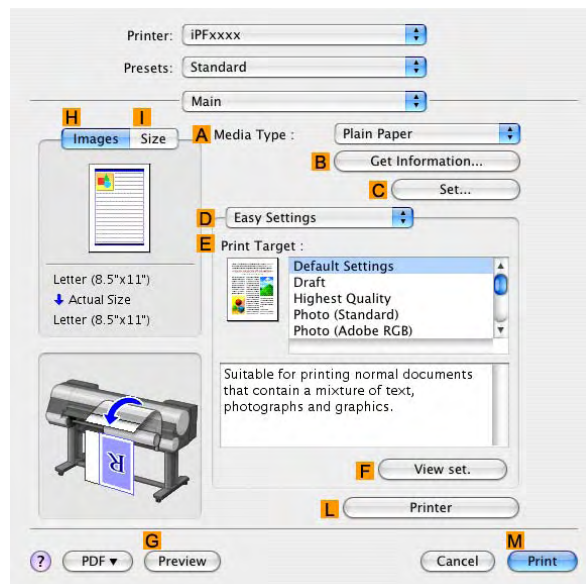 Printer: iPFxxxx
Presets: Standard
Main
H I
Images Size
A Media Type : Plain Paper
B Get Information...
C Set...
D Easy Settings
E Print Target :
Default Settings
Draft
Highest Quality
Photo (Standard)
Photo (Adobe RGB)
Letter (8.5"x11")
Actual Size
Letter (8.5"x11")
Suitable for printing normal documents
that contain a mixture of text,
photographs and graphics.
R
F View set.
L Printer
G M
? PDF Preview Cancel Print